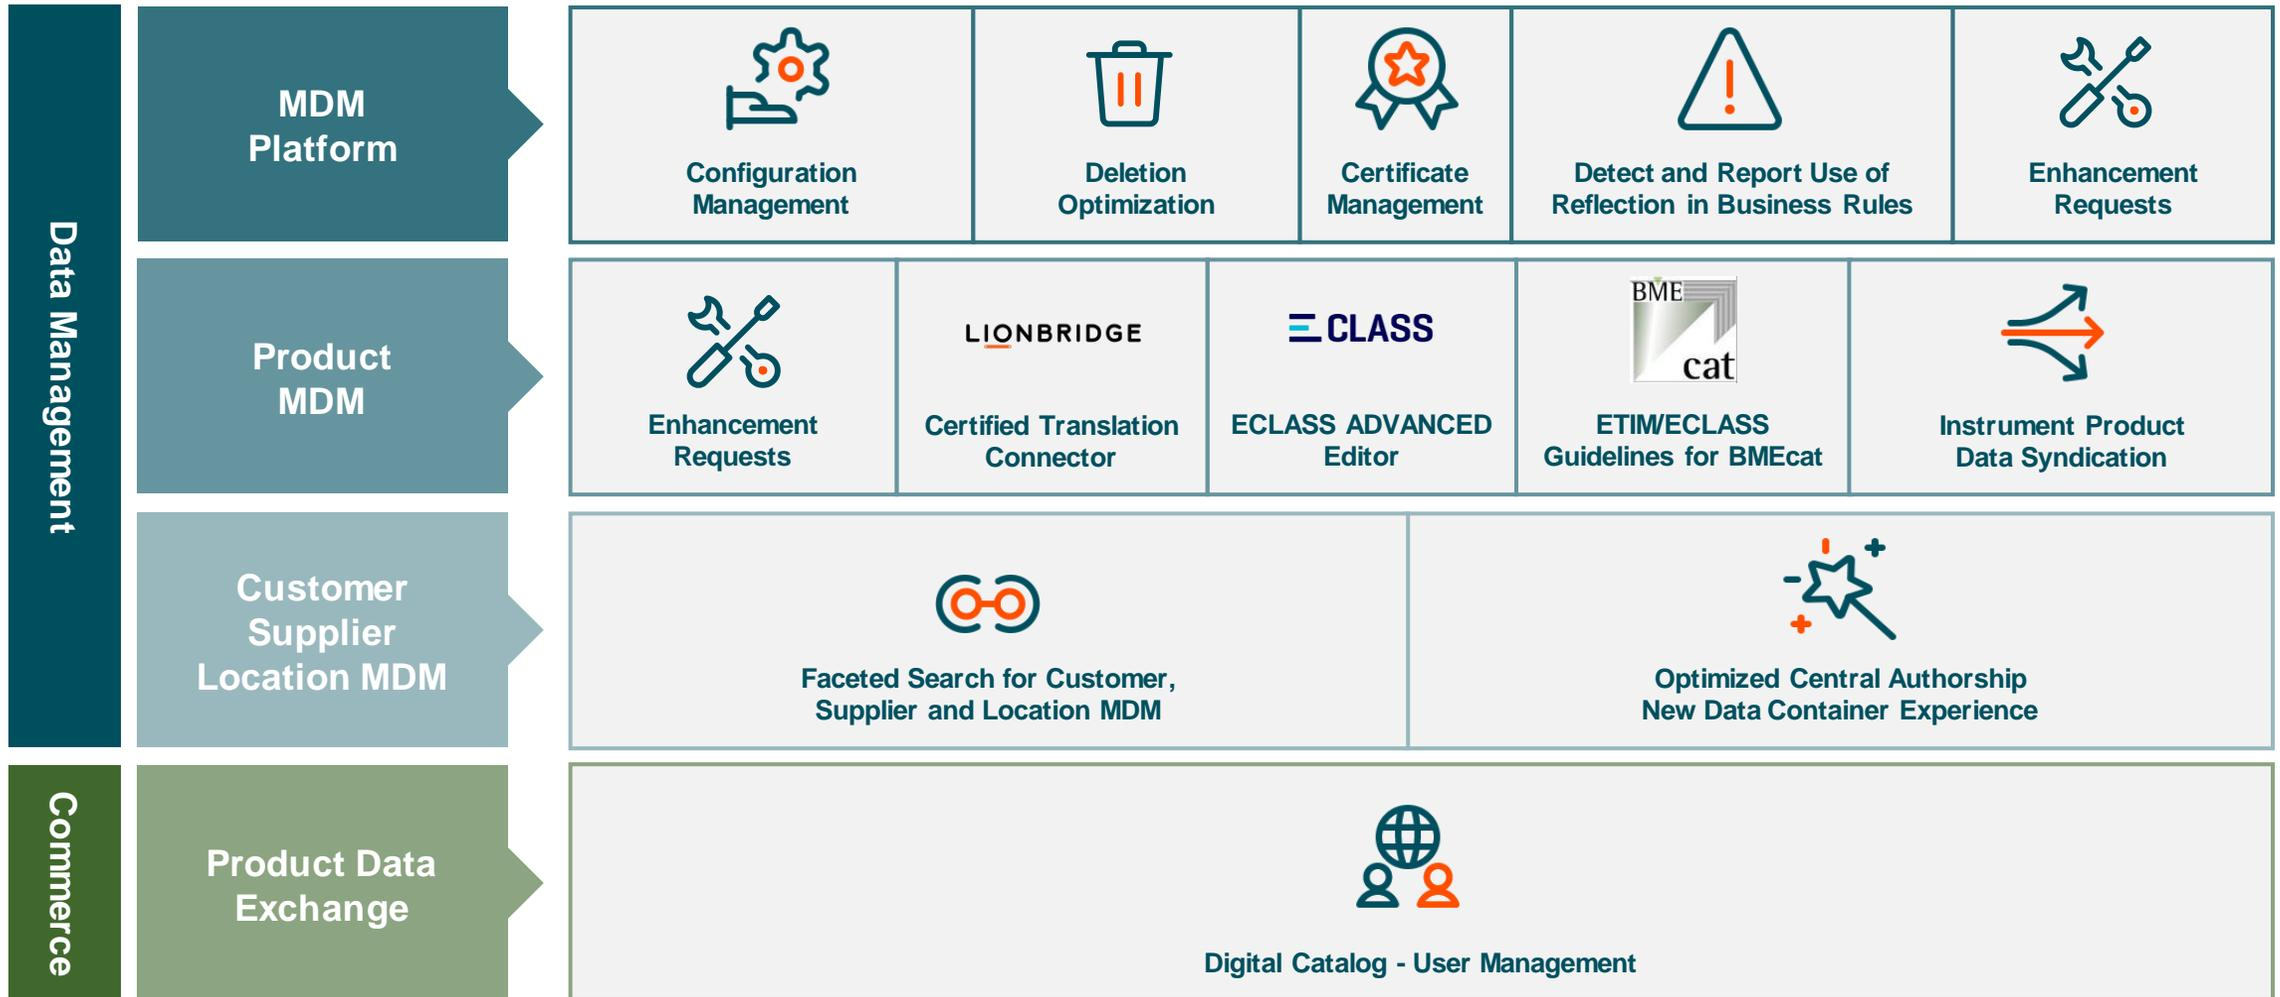 Data Management
MDM
Platform
Configuration
Management
Deletion
Optimization
Certificate
Management
Detect and Report Use of
Reflection in Business Rules
Enhancement
Requests
Product
MDM
Enhancement
Requests
LIONBRIDGE
Certified Translation
Connector
ECLASS
ECLASS ADVANCED
Editor
BME
cat
ETIM/ECLASS
Guidelines for BMEcat
Instrument Product
Data Syndication
Customer
Supplier
Location MDM
Faceted Search for Customer,
Supplier and Location MDM
Optimized Central Authorship
New Data Container Experience
Commerce
Product Data
Exchange
Digital Catalog - User Management